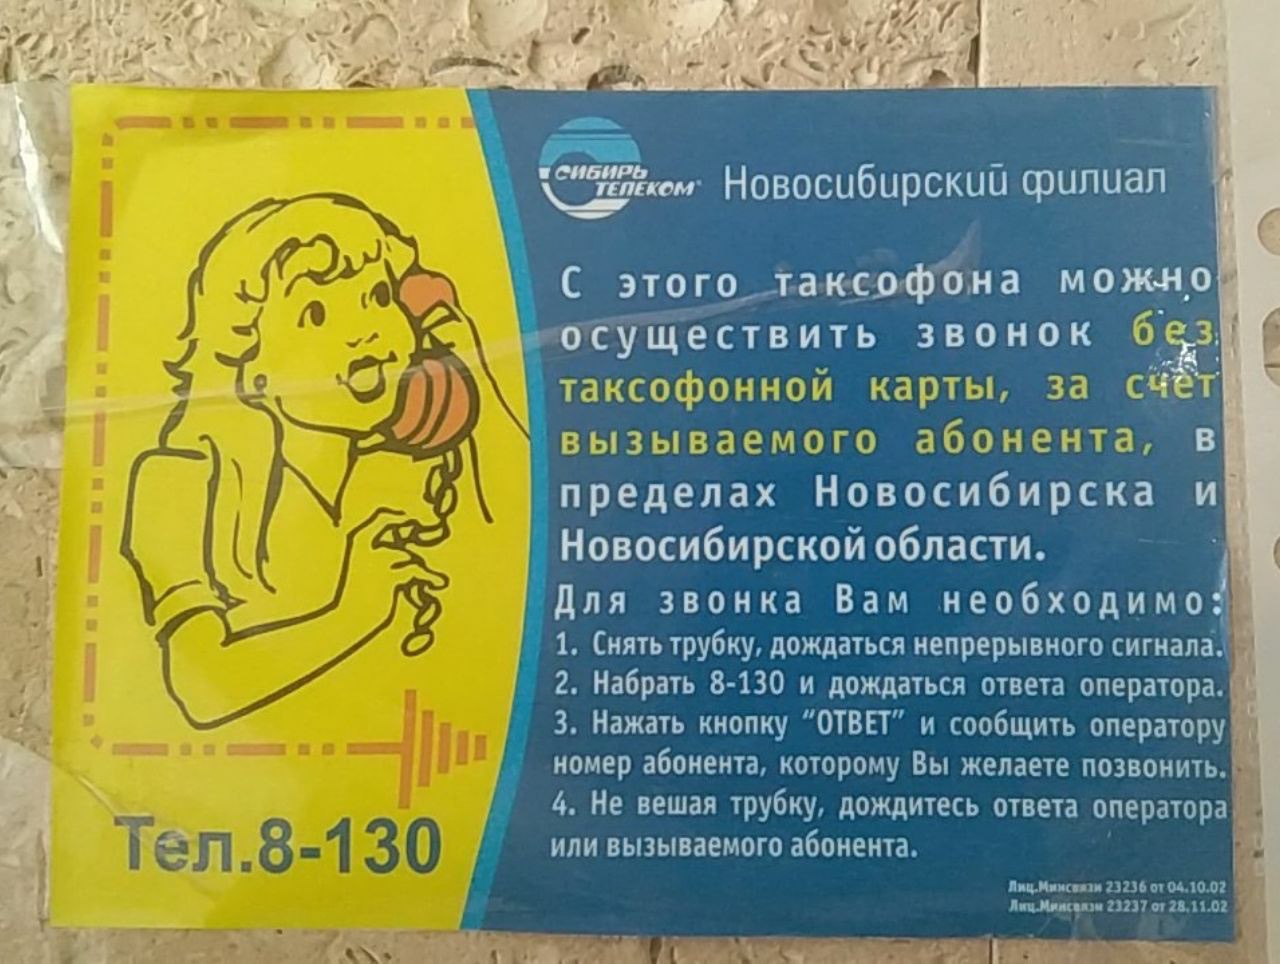 СИБИРЬ
ТЕЛЕКОМ
Новосибирский филиал
С этого таксофона можно
осуществить звонок без
таксофонной карты, за счет
вызываемого абонента, в
пределах Новосибирска и
Новосибирской области.
Для звонка Вам необходимо:
1. Снять трубку, дождаться непрерывного сигнала.
2. Набрать 8-130 и дождаться ответа оператора.
3. Нажать кнопку "ОТВЕТ" и сообщить оператору
номер абонента, которому Вы желаете позвонить.
4. Не вешая трубку, дождитесь ответа оператора
или вызываемого абонента.
Тел.8-130
Лиц.Минсвязи 23236 от 04.10.02
Лиц.Минсвязи 23237 от 28.11.02